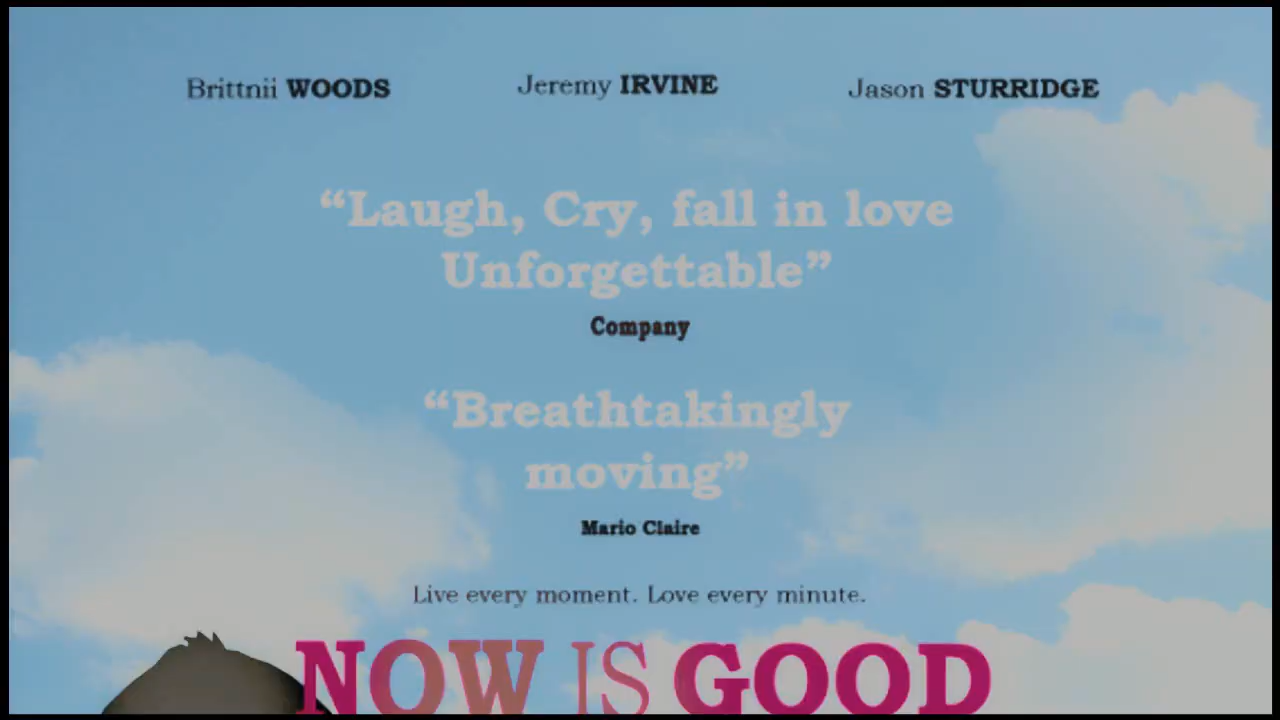 Brittnii WOODS Jeremy IRVINE Jason STURRIDGE
“Laugh, Cry, fall in love
Unforgettable”
Company
“Breathtakingly
moving”
Mario Claire
Live every moment. Love every minute.
NOW IS GOOD